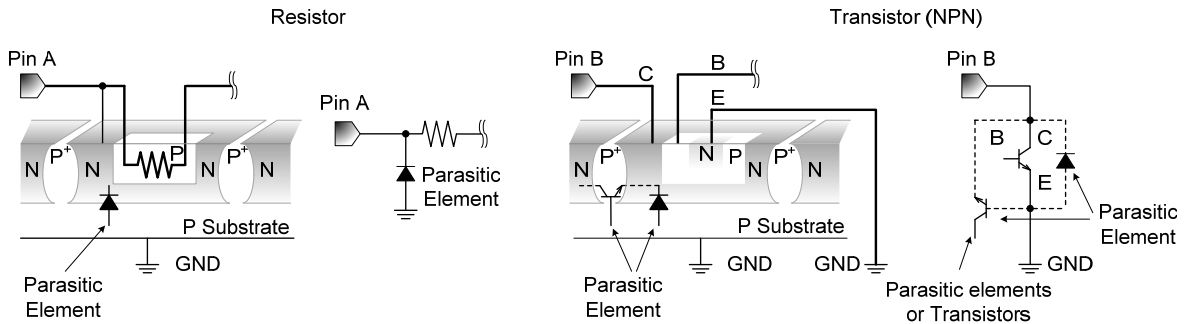 Resistor
Transistor (NPN)
Pin A
Pin B
C
B
E
Pin B
Pin A
N P+ N P N P+ N
N P+ N N P N P+ N
B C
E
Parasitic
Element
P Substrate
GND
Parasitic
Element
P Substrate
GND
GND
Parasitic
Element
Parasitic
Element
GND
Parasitic elements
or Transistors